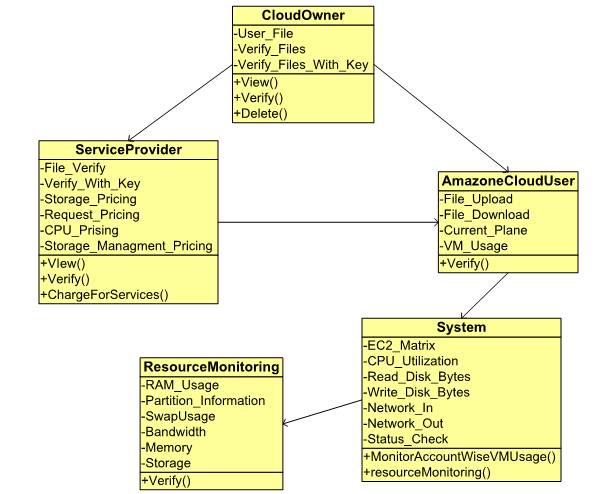 CloudOwner
-User_File
-Verify_Files
-Verify_Files_With_Key
+View()
+Verify()
+Delete()
ServiceProvider
-File_Verify
-Verify_With_Key
-Storage_Pricing
-Request_Pricing
-CPU_Prising
-Storage_Managment_Pricing
+VIew()
+Verify()
+ChargeForServices()
AmazoneCloudUser
-File_Upload
-File_Download
-Current_Plane
-VM_Usage
+Verify()
System
-EC2_Matrix
-CPU_Utilization
-Read_Disk_Bytes
-Write_Disk_Bytes
-Network_In
-Network_Out
-Status_Check
+MonitorAccountWiseVMUsage()
+resourceMonitoring()
ResourceMonitoring
-RAM_Usage
-Partition_Information
-SwapUsage
-Bandwidth
-Memory
-Storage
+Verify()